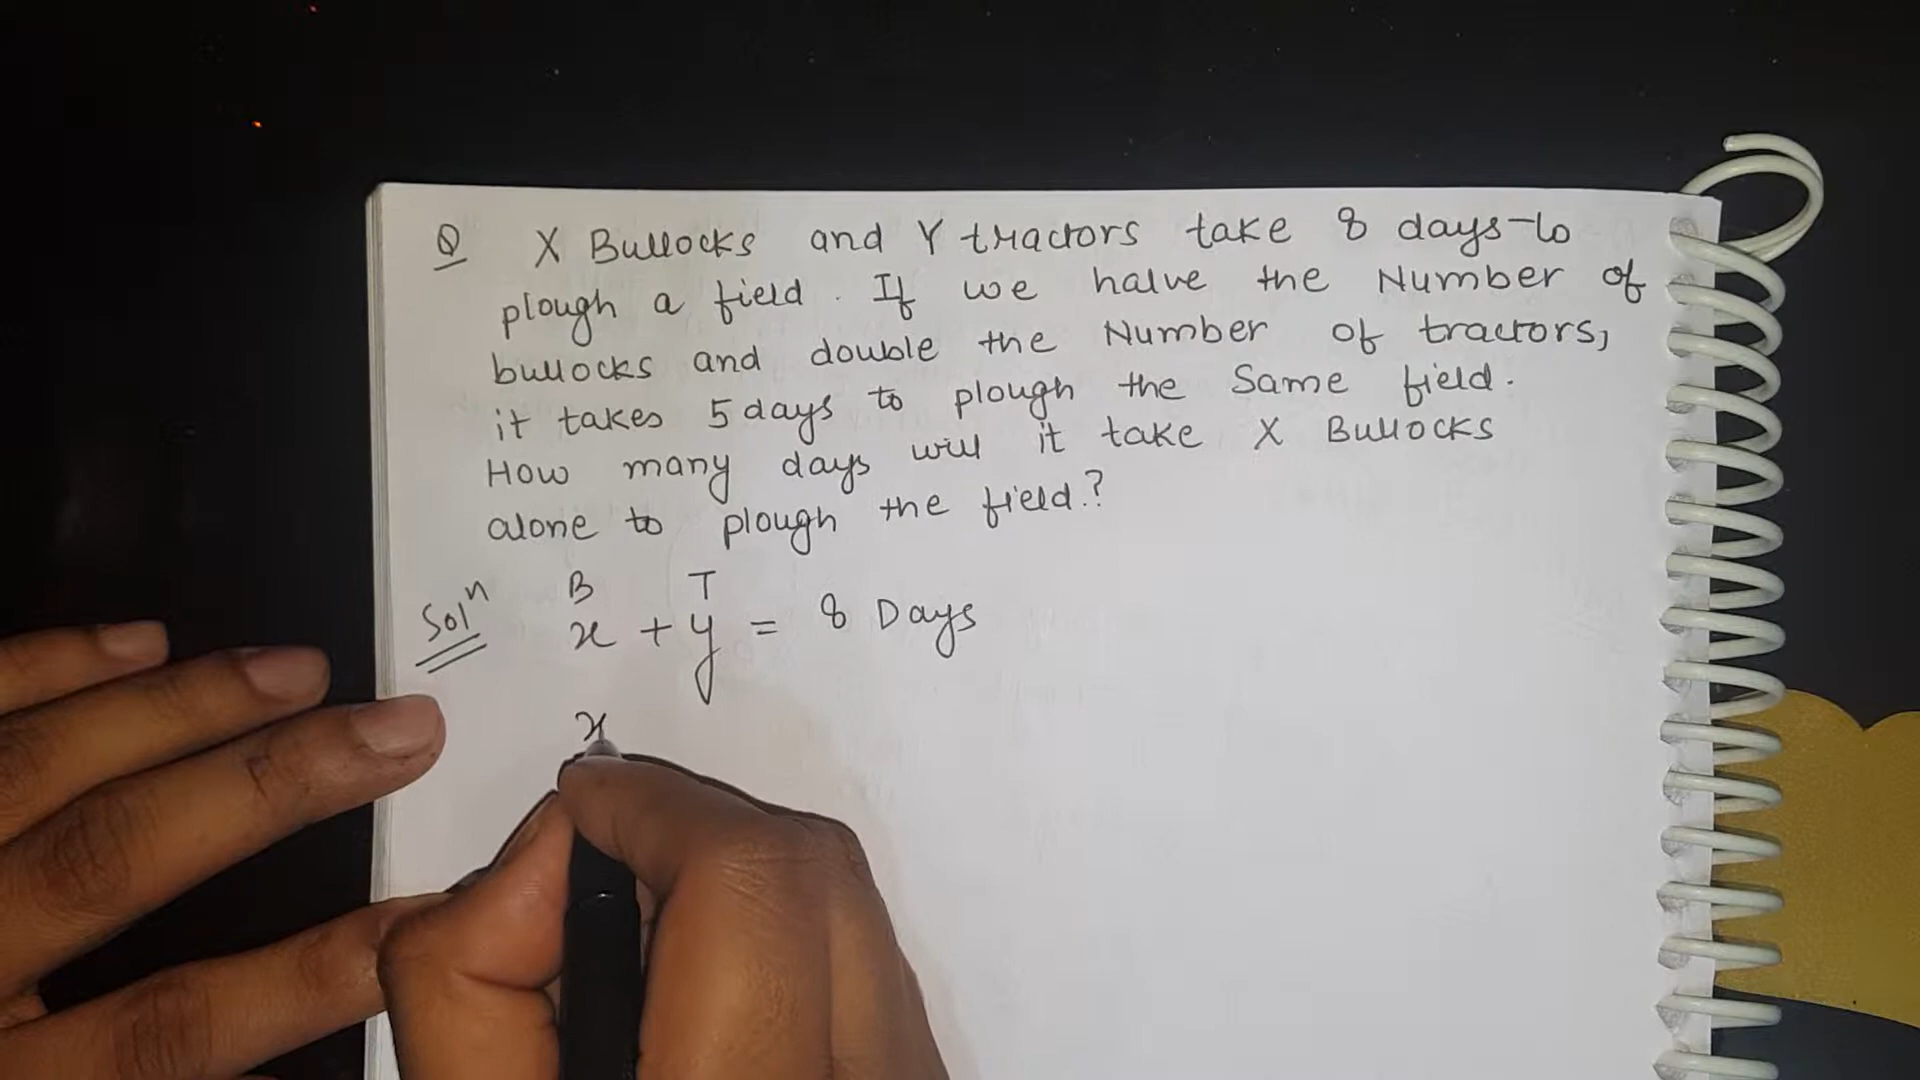 Q X Bullocks and Y tractors take 8 days to
plough a field. If we halve the Number of
bullocks and double the Number of tractors,
it takes 5 days to plough the Same field.
How many days will it take X Bullocks
alone to plough the field.?
Solⁿ B T
x + y = 8 Days
x